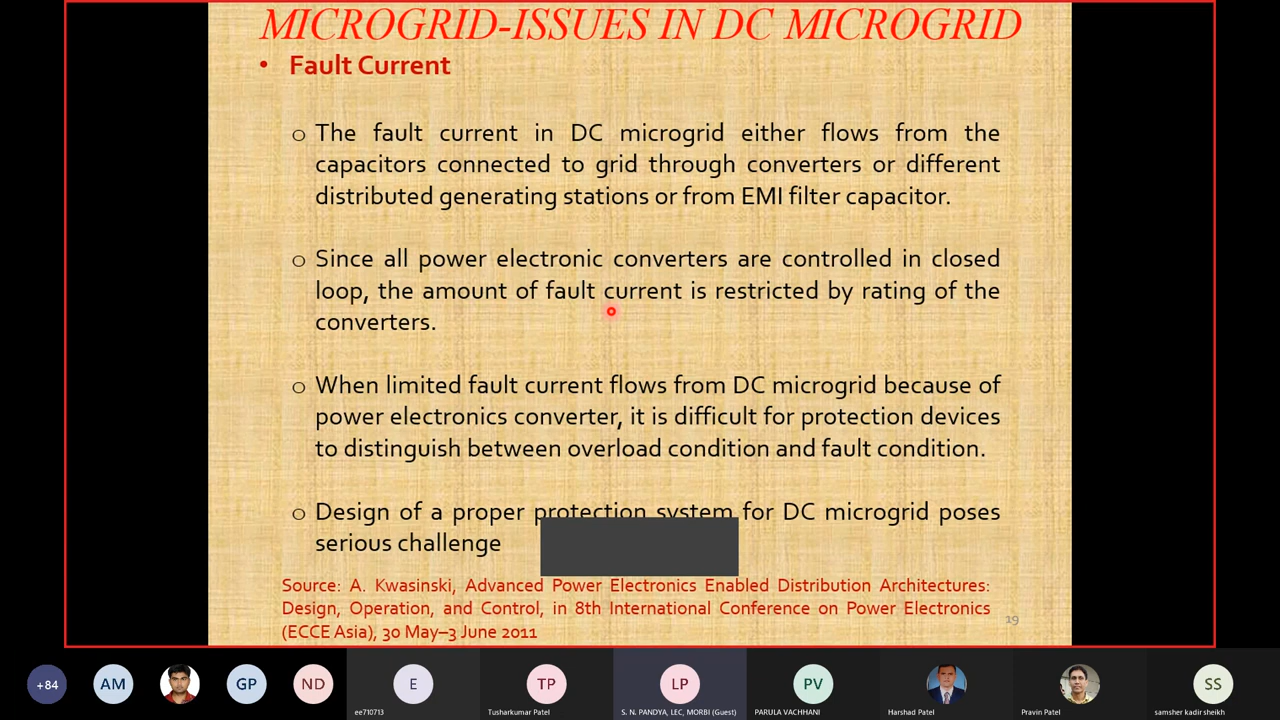 MICROGRID-ISSUES IN DC MICROGRID
• Fault Current
o The fault current in DC microgrid either flows from the
capacitors connected to grid through converters or different
distributed generating stations or from EMI filter capacitor.
o Since all power electronic converters are controlled in closed
loop, the amount of fault current is restricted by rating of the
converters.
o When limited fault current flows from DC microgrid because of
power electronics converter, it is difficult for protection devices
to distinguish between overload condition and fault condition.
o Design of a proper protection system for DC microgrid poses
serious challenge
Source: A. Kwasinski, Advanced Power Electronics Enabled Distribution Architectures:
Design, Operation, and Control, in 8th International Conference on Power Electronics
(ECCE Asia), 30 May–3 June 2011
19
+84 AM GP ND E TP LP PV SS
ee710713 Tusharkumar Patel S. N. PANDYA, LEC, MORBI (Guest) PARULA VACHHANI Harshad Patel Pravin Patel samsher kadir sheikh